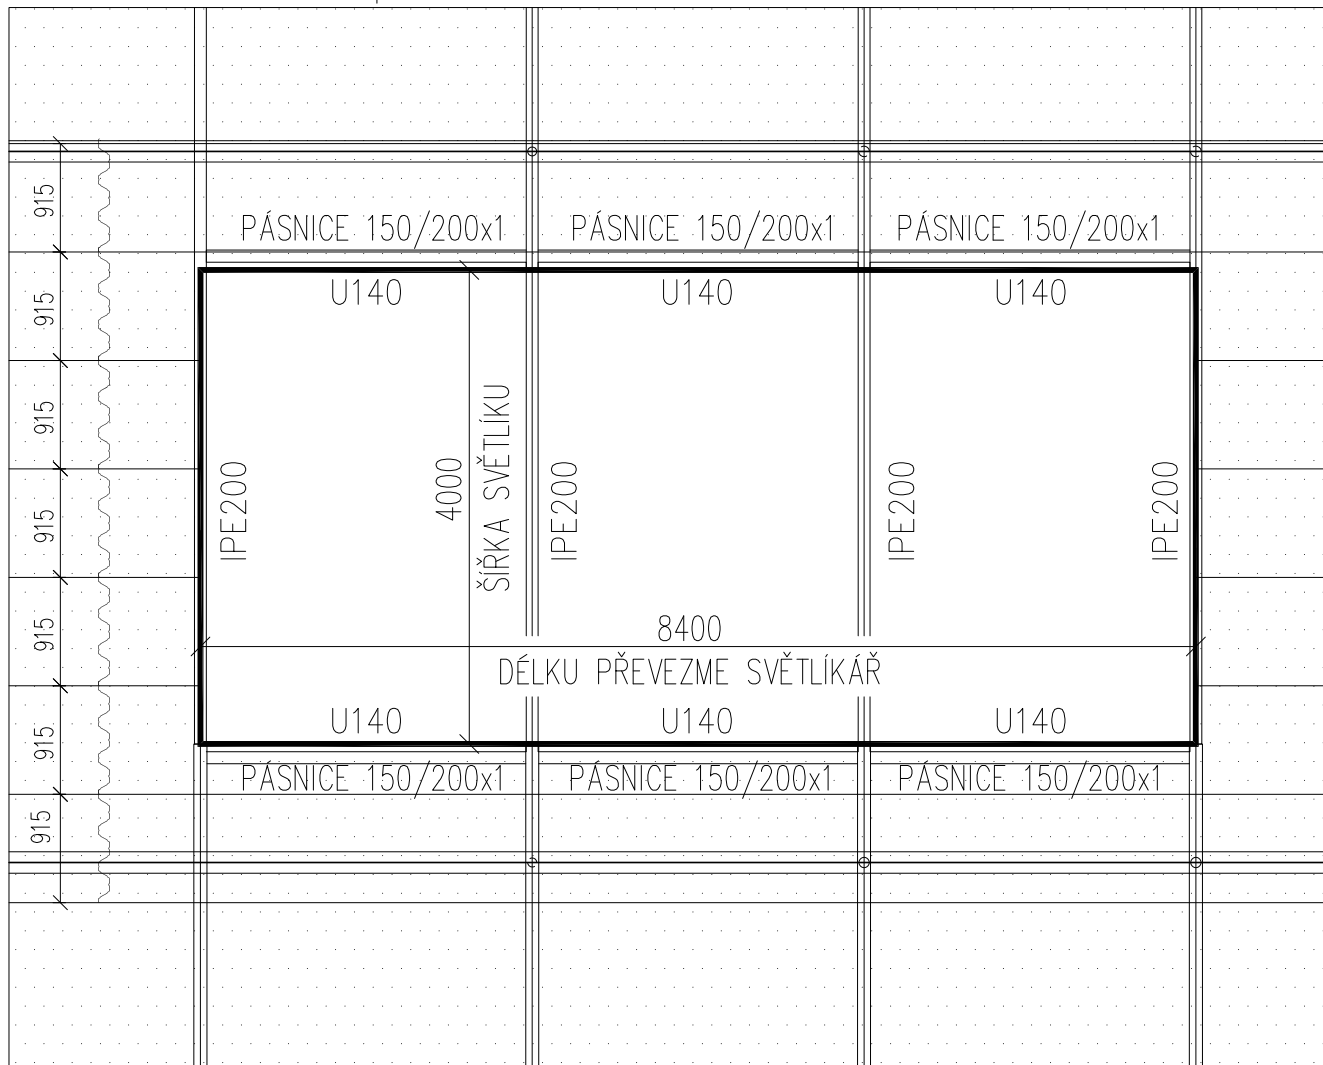 PÁSNICE 150/200x1 PÁSNICE 150/200x1 PÁSNICE 150/200x1
U140 U140 U140
915
915
915
915
915
915
915
IPE200
4000
ŠÍŘKA SVĚTLÍKU
IPE200
IPE200
IPE200
8400
DÉLKU PŘEVEZME SVĚTLÍKÁŘ
U140 U140 U140
PÁSNICE 150/200x1 PÁSNICE 150/200x1 PÁSNICE 150/200x1